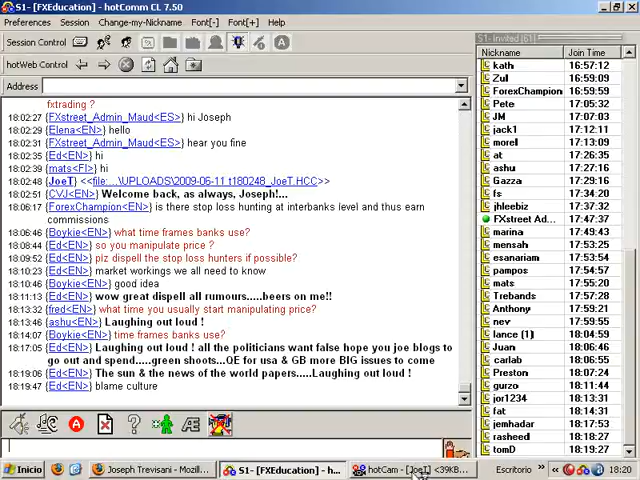 S1- [FXEducation] - hotComm CL 7.50
Preferences Session Change-my-Nickname Font[-] Font[+] Help
Session Control
hotWeb Control
Address
fxtrading ?
18:02:27 {FXstreet_Admin_Maud<ES>} hi Joseph
18:02:29 {Elena<EN>} hello
18:02:31 {FXstreet_Admin_Maud<ES>} hear you fine
18:02:35 {Ed<EN>} hi
18:02:36 {mats<FI>} hi
18:02:48 {JoeT} <<file:...\UPLOADS\2009-06-11 t180248_JoeT.HCC>>
18:02:51 {CVJ<EN>} Welcome back, as always, Joseph!...
18:06:17 {ForexChampion<EN>} is there stop loss hunting at interbanks level and thus earn
commissions
18:06:46 {Boykie<EN>} what time frames banks use?
18:08:44 {Ed<EN>} so you manipulate price ?
18:09:52 {Ed<EN>} plz dispell the stop loss hunters if possible?
18:10:23 {Ed<EN>} market workings we all need to know
18:10:46 {Boykie<EN>} good idea
18:11:13 {Ed<EN>} wow great dispell all rumours.....beers on me!!
18:13:32 {fred<EN>} what time you usually start manipulating price?
18:13:46 {ashu<EN>} Laughing out loud !
18:14:07 {Boykie<EN>} time frames banks use?
18:17:05 {Ed<EN>} Laughing out loud ! all the politicians want false hope you joe blogs to
go out and spend.....green shoots...QE for usa & GB more BIG issues to come
18:19:06 {Ed<EN>} The sun & the news of the world papers....Laughing out loud !
18:19:47 {Ed<EN>} blame culture
S1- Invited [61]
Nickname Join Time
kath 16:57:12
Zul 16:59:09
ForexChampion 16:59:09
Pete 17:05:32
JM 17:07:03
jack1 17:12:11
morel 17:13:09
at 17:26:35
ashu 17:27:16
Gazza 17:27:19
fs 17:34:20
jhleebiz 17:37:19
FXstreet Ad... 17:47:37
marina 17:49:43
mensah 17:53:25
esanariam 17:54:32
pampos 17:54:57
mats 17:55:20
Trebands 17:57:28
Anthony 17:59:21
nev 17:59:55
lance (1) 18:04:59
Juan 18:06:06
carlab 18:06:55
Preston 18:07:24
gurzo 18:11:44
jor1234 18:13:31
fat 18:14:39
jemhadar 18:14:53
rasheed 18:17:16
tomD 18:19:07
Inicio
Joseph Trevisani - Mozill...
S1- [FXEducation] - h...
hotCam - [JoeT] <39KB...
Escritorio
18:20